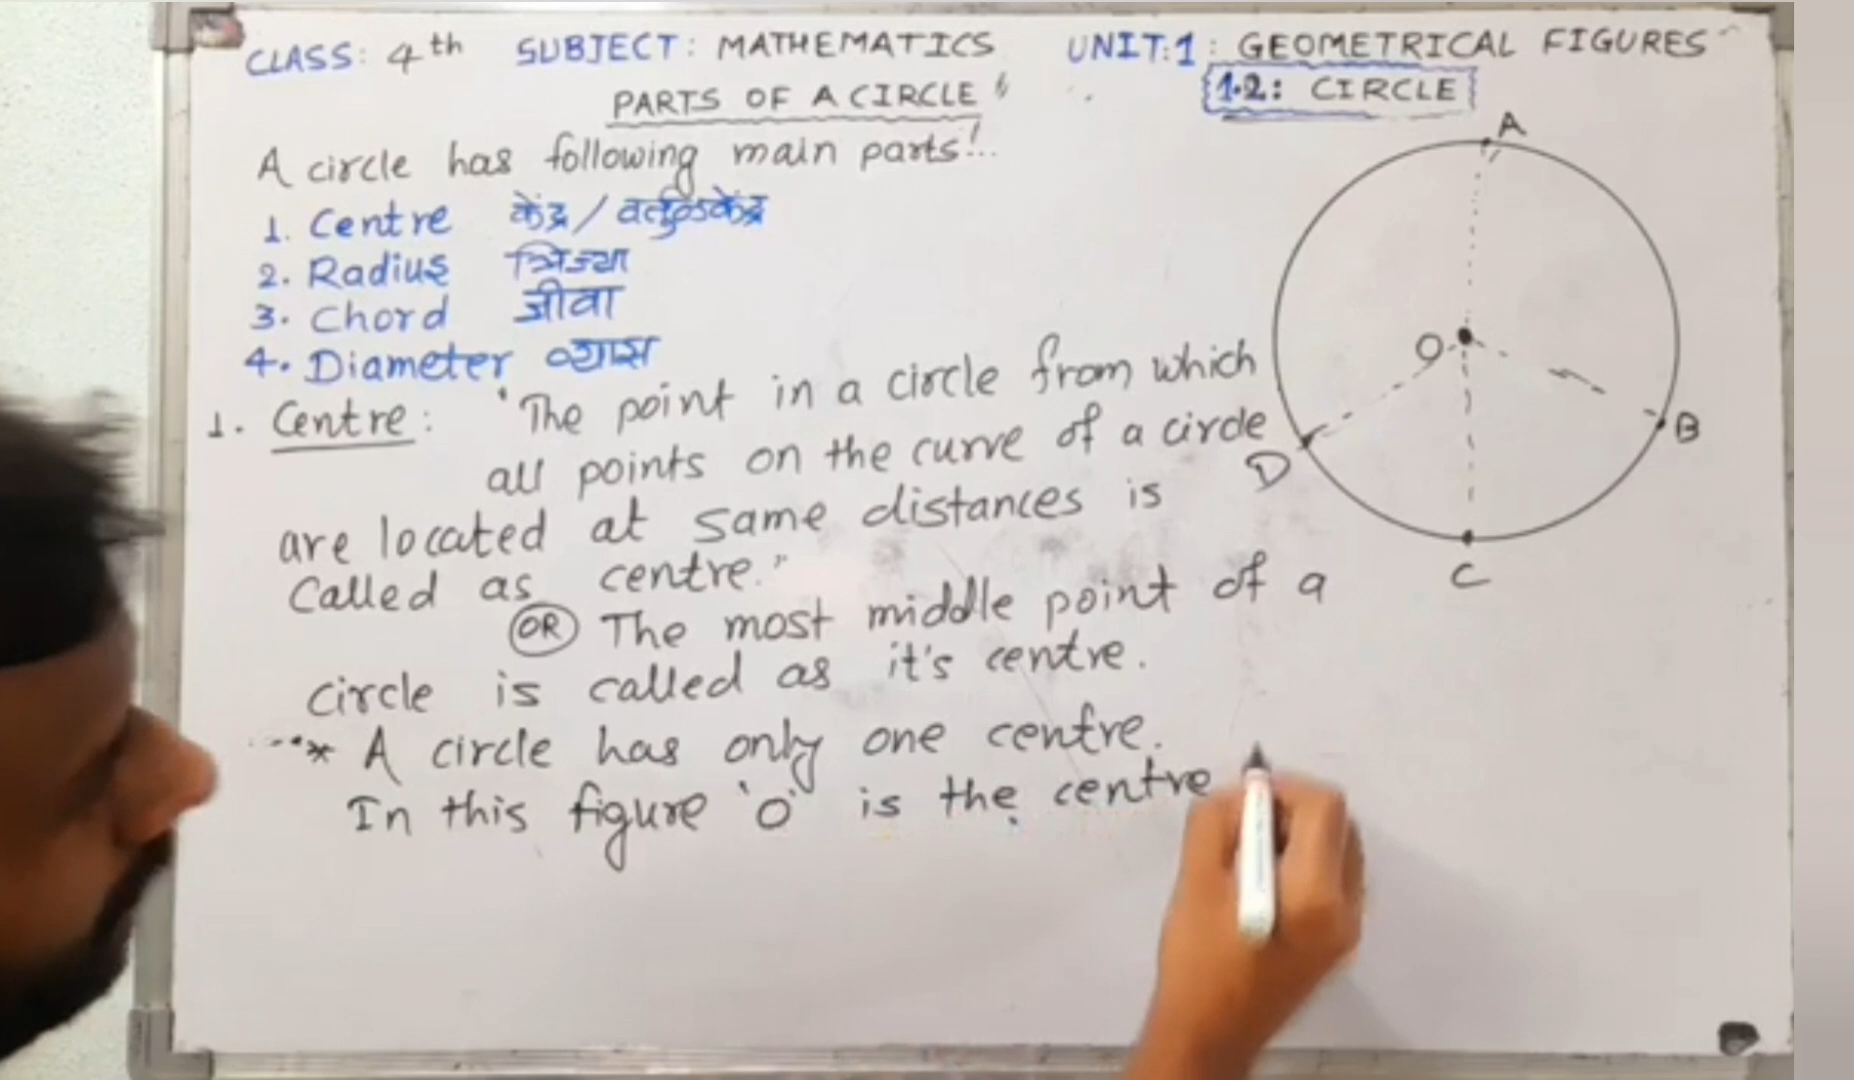 CLASS: 4th SUBJECT: MATHEMATICS UNIT:1: GEOMETRICAL FIGURES
PARTS OF A CIRCLE
1.2: CIRCLE
A circle has following main parts!..
1. Centre केंद्र / वर्तुळकेंद्र
2. Radius त्रिज्या
3. Chord जीवा
4. Diameter व्यास
1. Centre: "The point in a circle from which
all points on the curve of a circle
are located at same distances is
called as centre."
OR The most middle point of a
circle is called as it's centre.
* A circle has only one centre.
In this figure 'O' is the centre
A
O
B
D
C